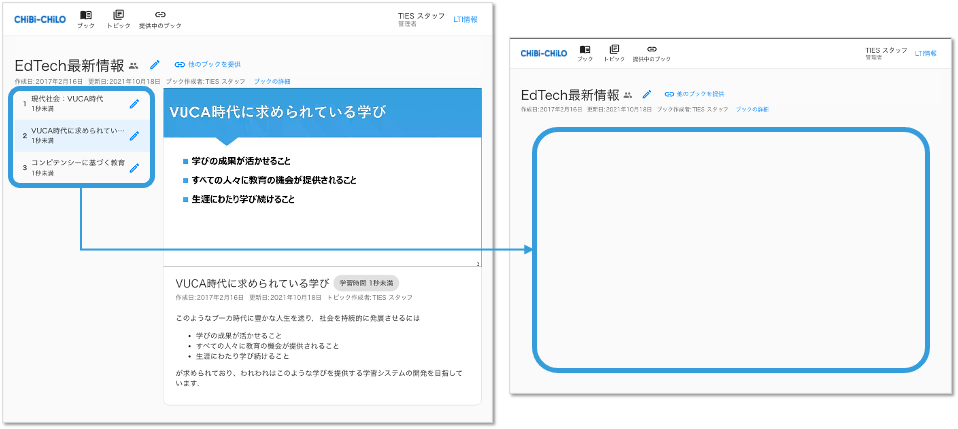 CHiBi-CHiLO
ブック
トピック
提供中のブック
TIES スタッフ
管理者
LTI情報
EdTech最新情報
他のブックを提供
作成日:2017年2月16日 更新日:2021年10月18日 ブック作成者:TIES スタッフ ブックの詳細
1 現代社会：VUCA時代
1秒未満
2 VUCA時代に求められてい…
1秒未満
3 コンピテンシーに基づく教育
1秒未満
VUCA時代に求められている学び
学びの成果が活かせること
すべての人々に教育の機会が提供されること
生涯にわたり学び続けること
2
VUCA時代に求められている学び 学習時間 1秒未満
作成日:2017年2月16日 更新日:2021年10月18日 トピック作成者:TIES スタッフ
このようなブーカ時代に豊かな人生を送り，社会を持続的に発展させるには
• 学びの成果が活かせること
• すべての人々に教育の機会が提供されること
• 生涯にわたり学び続けること
が求められており、われわれはこのような学びを提供する学習システムの開発を目指して
います．
CHiBi-CHiLO
ブック
トピック
提供中のブック
TIES スタッフ
管理者
LTI情報
EdTech最新情報
他のブックを提供
作成日:2017年2月16日 更新日:2021年10月18日 ブック作成者:TIES スタッフ ブックの詳細